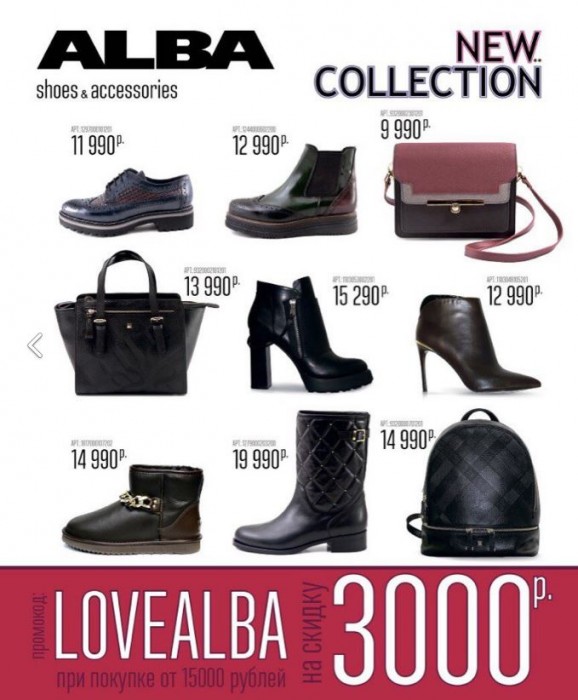 ALBA
shoes & accessories
NEW..
COLLECTION
11 990р.
12 990р.
9 990р.
13 990р.
15 290р.
12 990р.
14 990р.
19 990р.
14 990р.
промокод:
LOVEALBA
при покупке от 15000 рублей
на скидку
3000р.